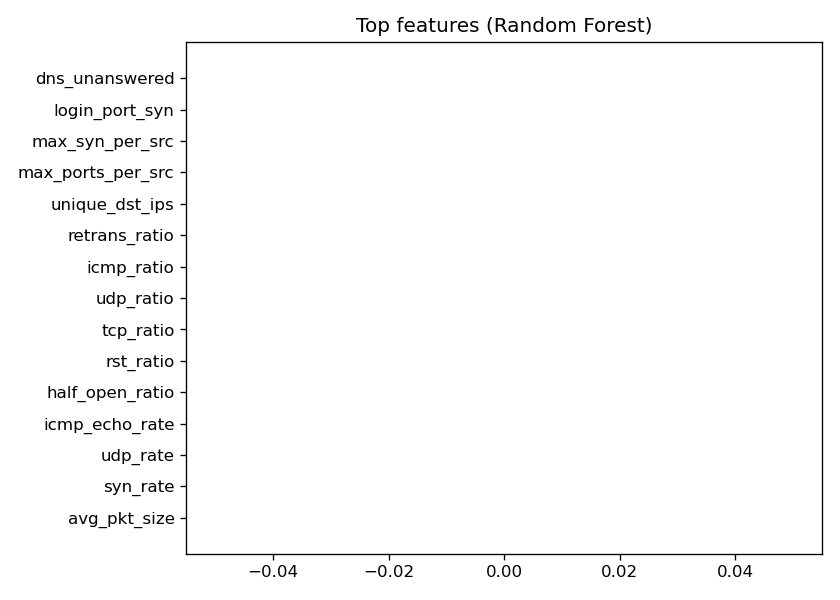 Top features (Random Forest)
dns_unanswered
login_port_syn
max_syn_per_src
max_ports_per_src
unique_dst_ips
retrans_ratio
icmp_ratio
udp_ratio
tcp_ratio
rst_ratio
half_open_ratio
icmp_echo_rate
udp_rate
syn_rate
avg_pkt_size
−0.04 −0.02 0.00 0.02 0.04